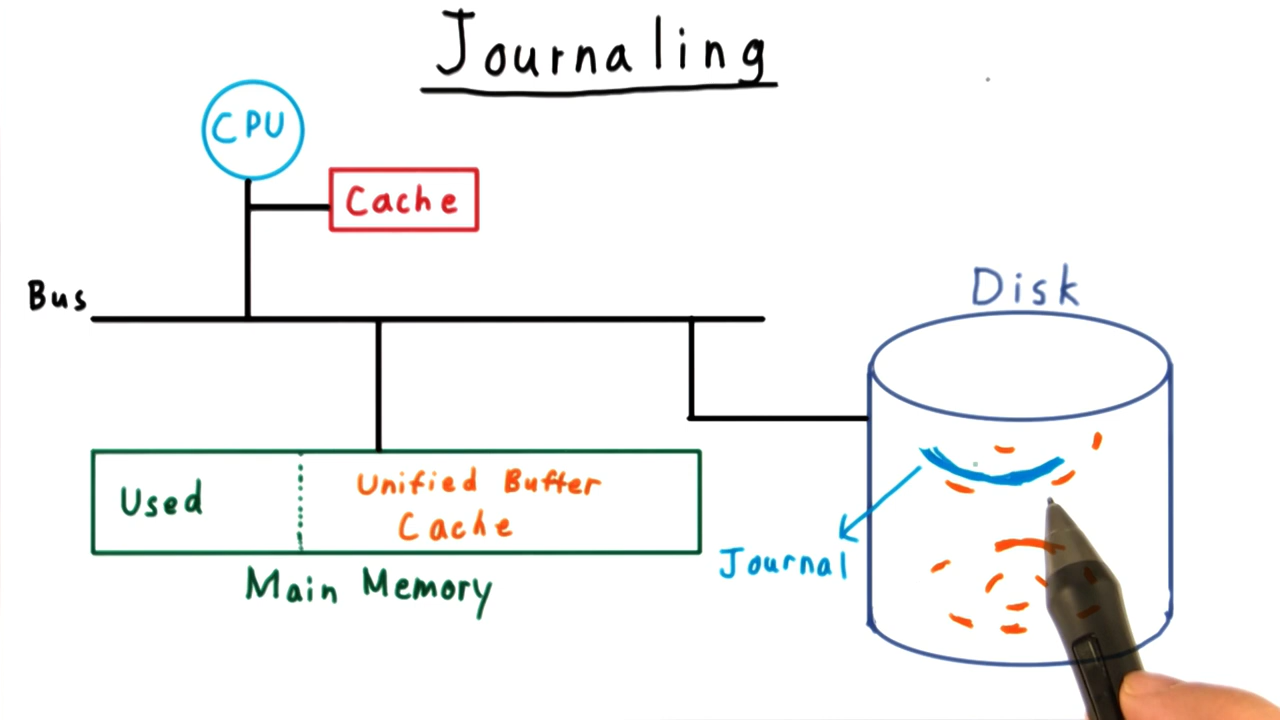 Journaling
CPU
Cache
Bus
Disk
Used
Unified Buffer
Cache
Journal
Main Memory